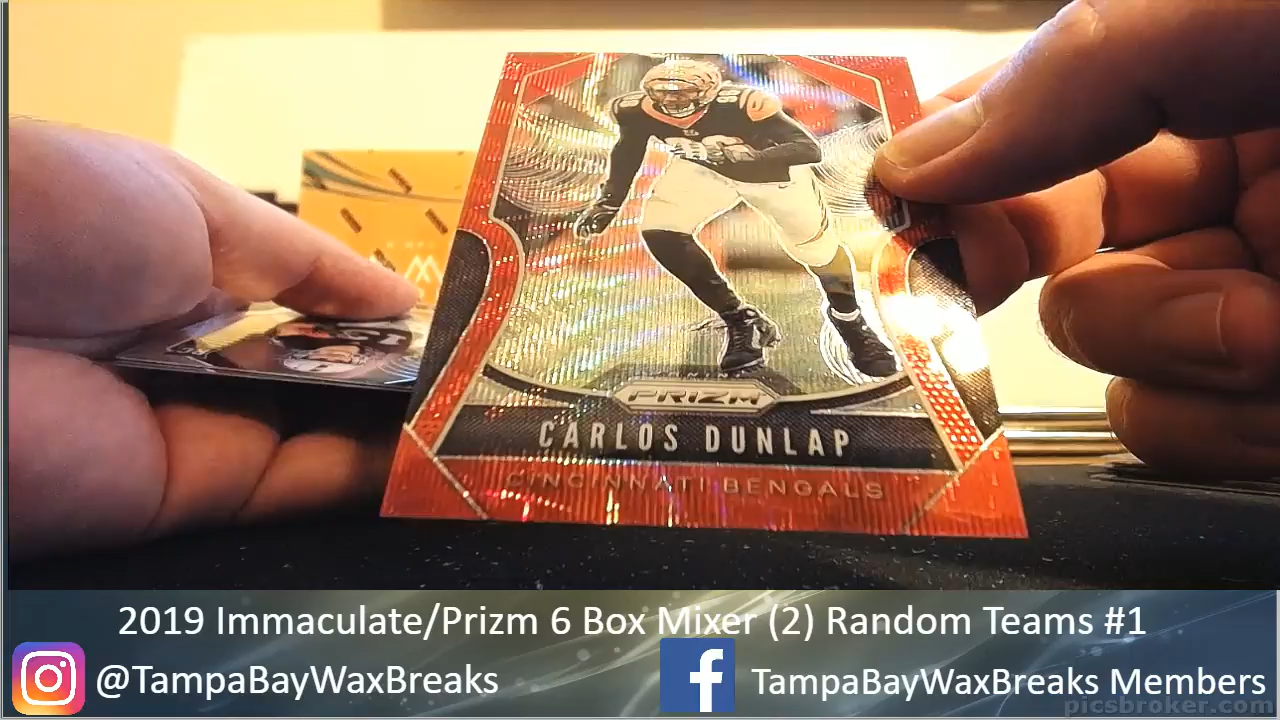 PRIZM
CARLOS DUNLAP
CINCINNATI BENGALS
2019 Immaculate/Prizm 6 Box Mixer (2) Random Teams #1
@TampaBayWaxBreaks
TampaBayWaxBreaks Members
picsbroker.com